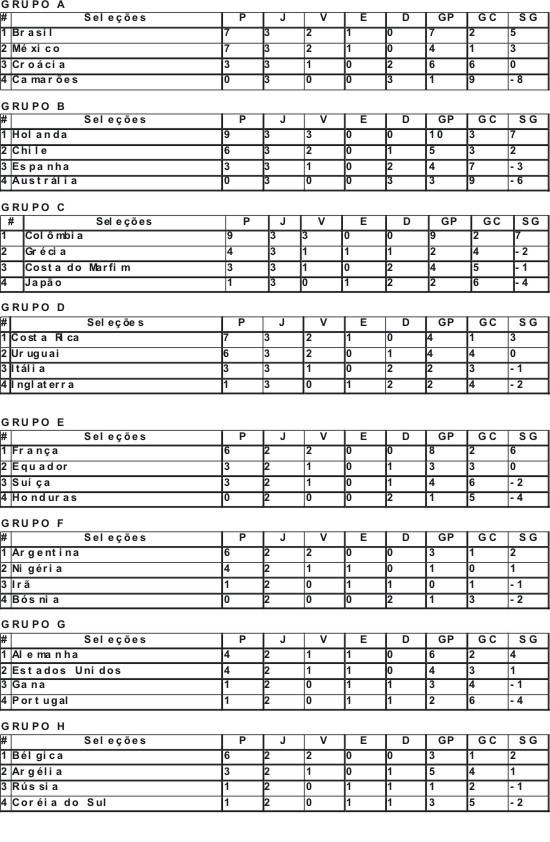 GRUPO A
# Seleções P J V E D GP GC SG
1 Brasil 7 3 2 1 0 7 2 5
2 México 7 3 2 1 0 4 1 3
3 Croácia 3 3 1 0 2 6 6 0
4 Camarões 0 3 0 0 3 1 9 -8
GRUPO B
# Seleções P J V E D GP GC SG
1 Holanda 9 3 3 0 0 10 3 7
2 Chile 6 3 2 0 1 5 3 2
3 Espanha 3 3 1 0 2 4 7 -3
4 Austrália 0 3 0 0 3 3 9 -6
GRUPO C
# Seleções P J V E D GP GC SG
1 Colômbia 9 3 3 0 0 9 2 7
2 Grécia 4 3 1 1 1 2 4 -2
3 Costa do Marfim 3 3 1 0 2 4 5 -1
4 Japão 1 3 0 1 2 2 6 -4
GRUPO D
# Seleções P J V E D GP GC SG
1 Costa Rica 7 3 2 1 0 4 1 3
2 Uruguai 6 3 2 0 1 4 4 0
3 Itália 3 3 1 0 2 2 3 -1
4 Inglaterra 1 3 0 1 2 2 4 -2
GRUPO E
# Seleções P J V E D GP GC SG
1 França 6 2 2 0 0 8 2 6
2 Equador 3 2 1 0 1 3 3 0
3 Suíça 3 2 1 0 1 4 6 -2
4 Honduras 0 2 0 0 2 1 5 -4
GRUPO F
# Seleções P J V E D GP GC SG
1 Argentina 6 2 2 0 0 3 1 2
2 Nigéria 4 2 1 1 0 1 0 1
3 Irã 1 2 0 1 1 0 1 -1
4 Bósnia 0 2 0 0 2 1 3 -2
GRUPO G
# Seleções P J V E D GP GC SG
1 Alemanha 4 2 1 1 0 6 2 4
2 Estados Unidos 4 2 1 1 0 4 3 1
3 Gana 1 2 0 1 1 3 4 -1
4 Portugal 1 2 0 1 1 2 6 -4
GRUPO H
# Seleções P J V E D GP GC SG
1 Bélgica 6 2 2 0 0 3 1 2
2 Argélia 3 2 1 0 1 5 4 1
3 Rússia 1 2 0 1 1 1 2 -1
4 Coréia do Sul 1 2 0 1 1 3 5 -2